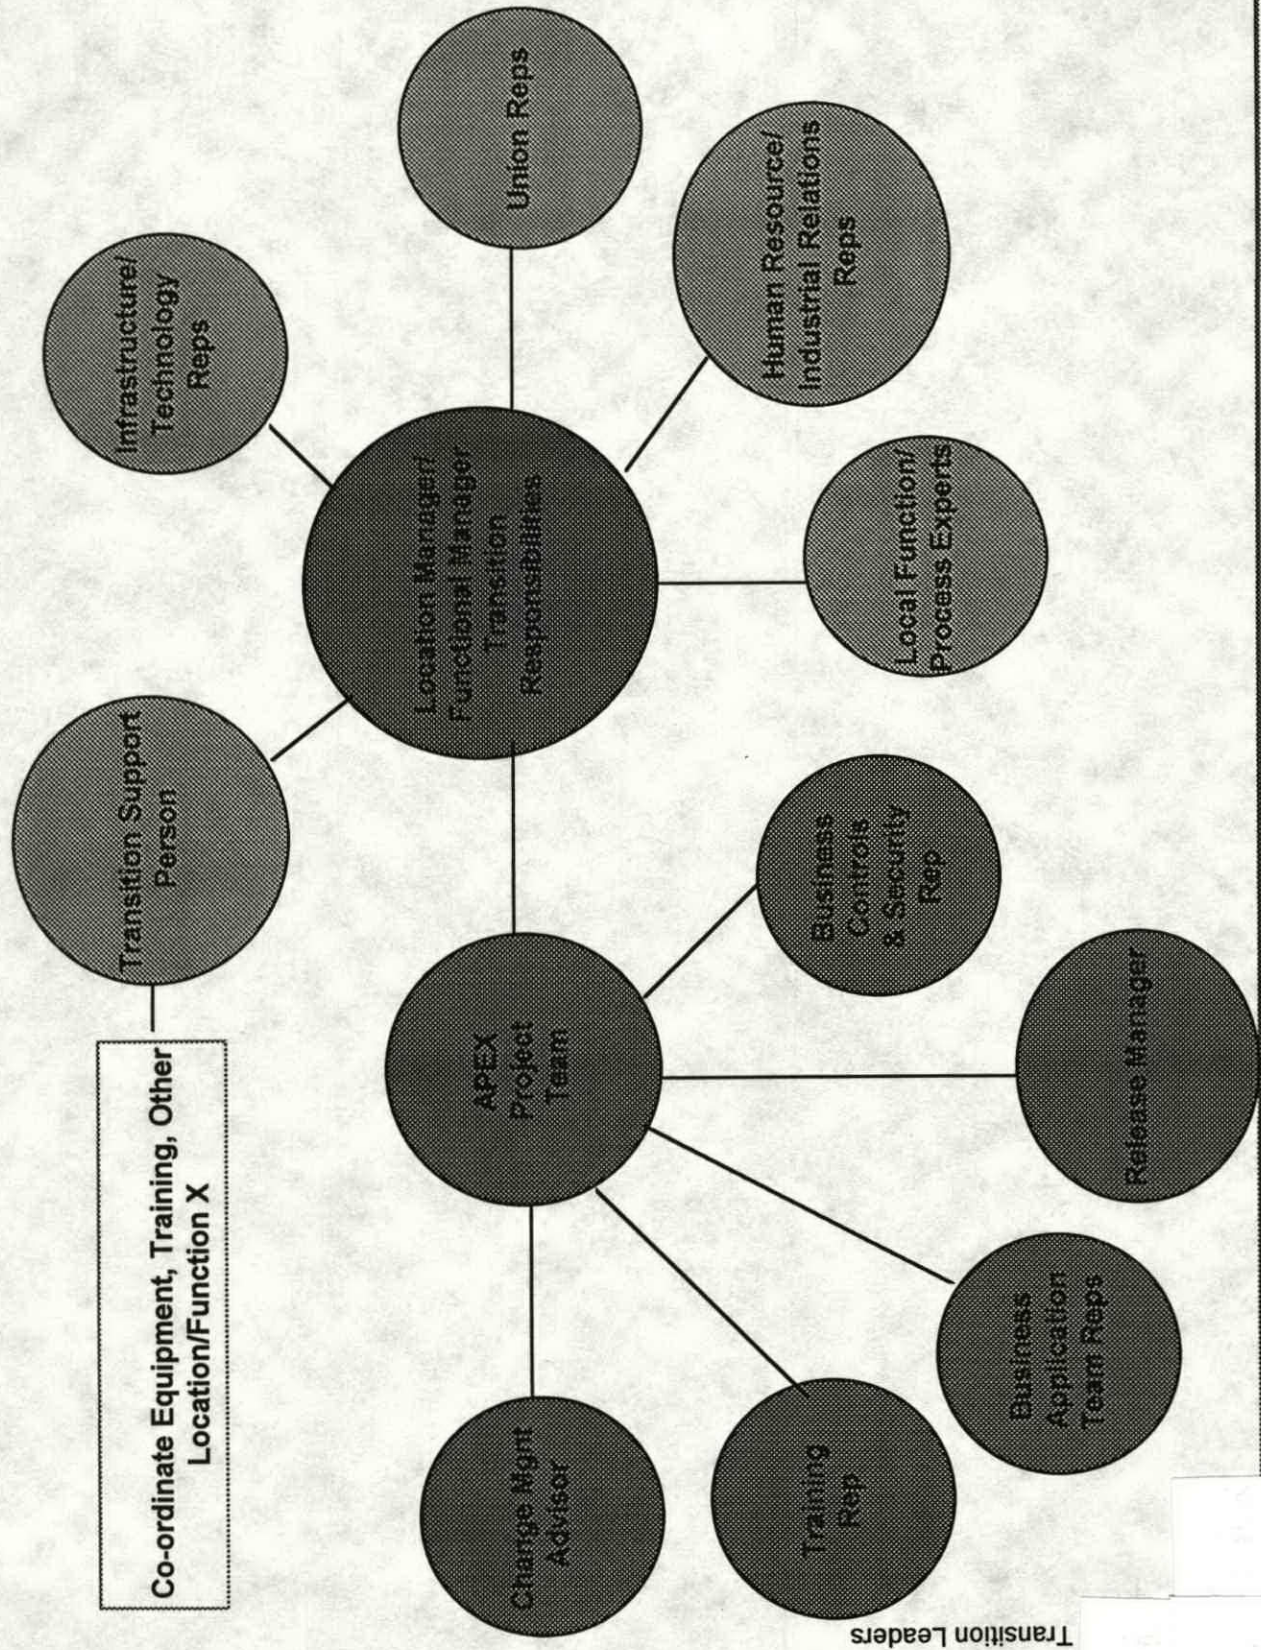 Co-ordinate Equipment, Training, Other
Location/Function X
Transition Support
Person
Infrastructure/
Technology
Reps
Union Reps
Location Manager/
Functional Manager
Transition
Responsibilities
Human Resource/
Industrial Relations
Reps
Local Function/
Process Experts
APEX
Project
Team
Business
Controls
& Security
Rep
Change Mgnt
Advisor
Training
Rep
Business
Application
Team Reps
Release Manager
Transition Leaders